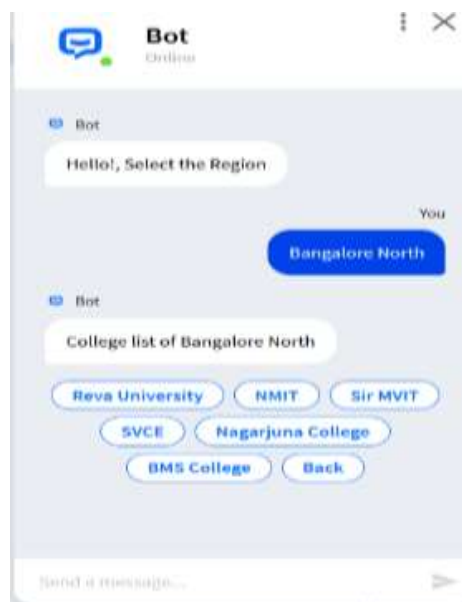 Bot
Online
Bot
Hello!, Select the Region
You
Bangalore North
Bot
College list of Bangalore North
Reva University NMIT Sir MVIT
SVCE Nagarjuna College
BMS College Back
Send a message...